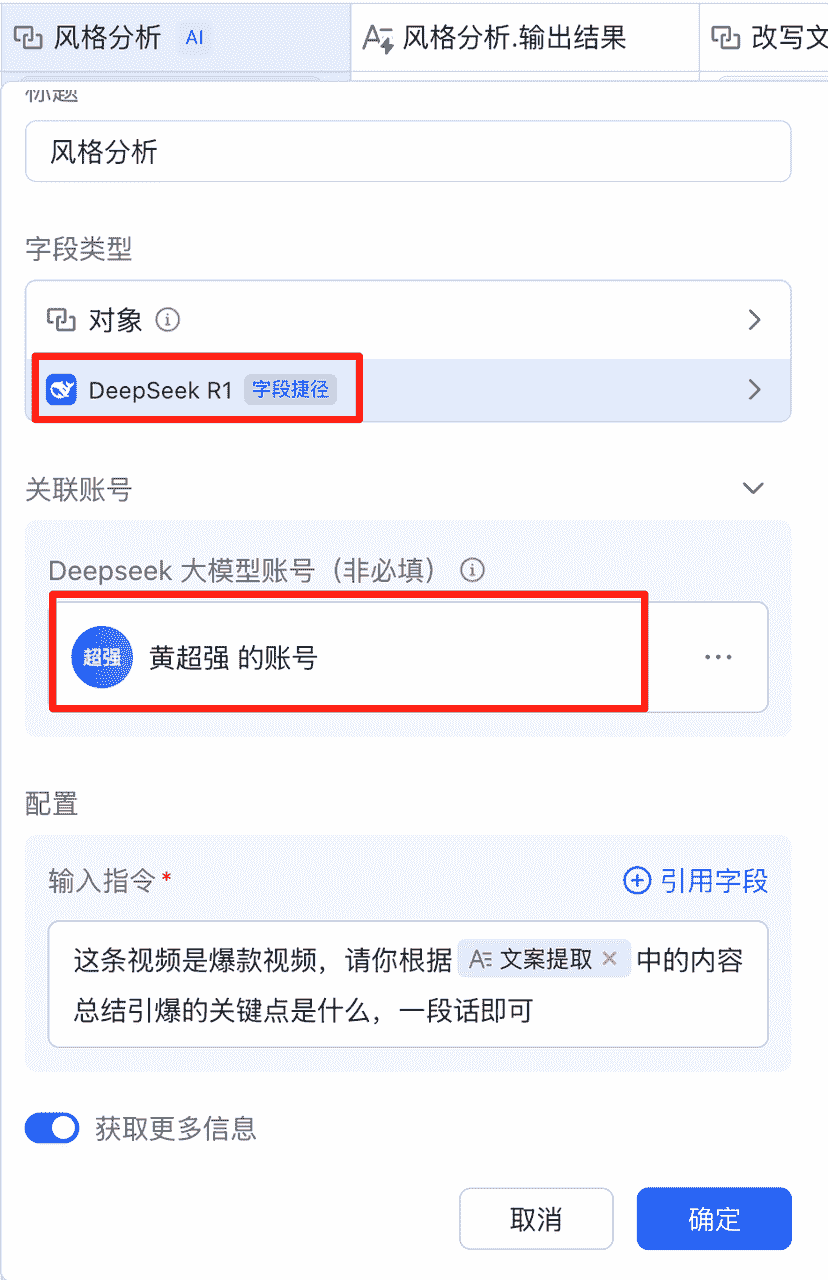 风格分析 AI
风格分析.输出结果
改写文
标题
风格分析
字段类型
对象
DeepSeek R1 字段捷径
关联账号
Deepseek 大模型账号（非必填）
超强 黄超强 的账号
配置
输入指令* 引用字段
这条视频是爆款视频，请你根据 文案提取 × 中的内容
总结引爆的关键点是什么，一段话即可
获取更多信息
取消 确定